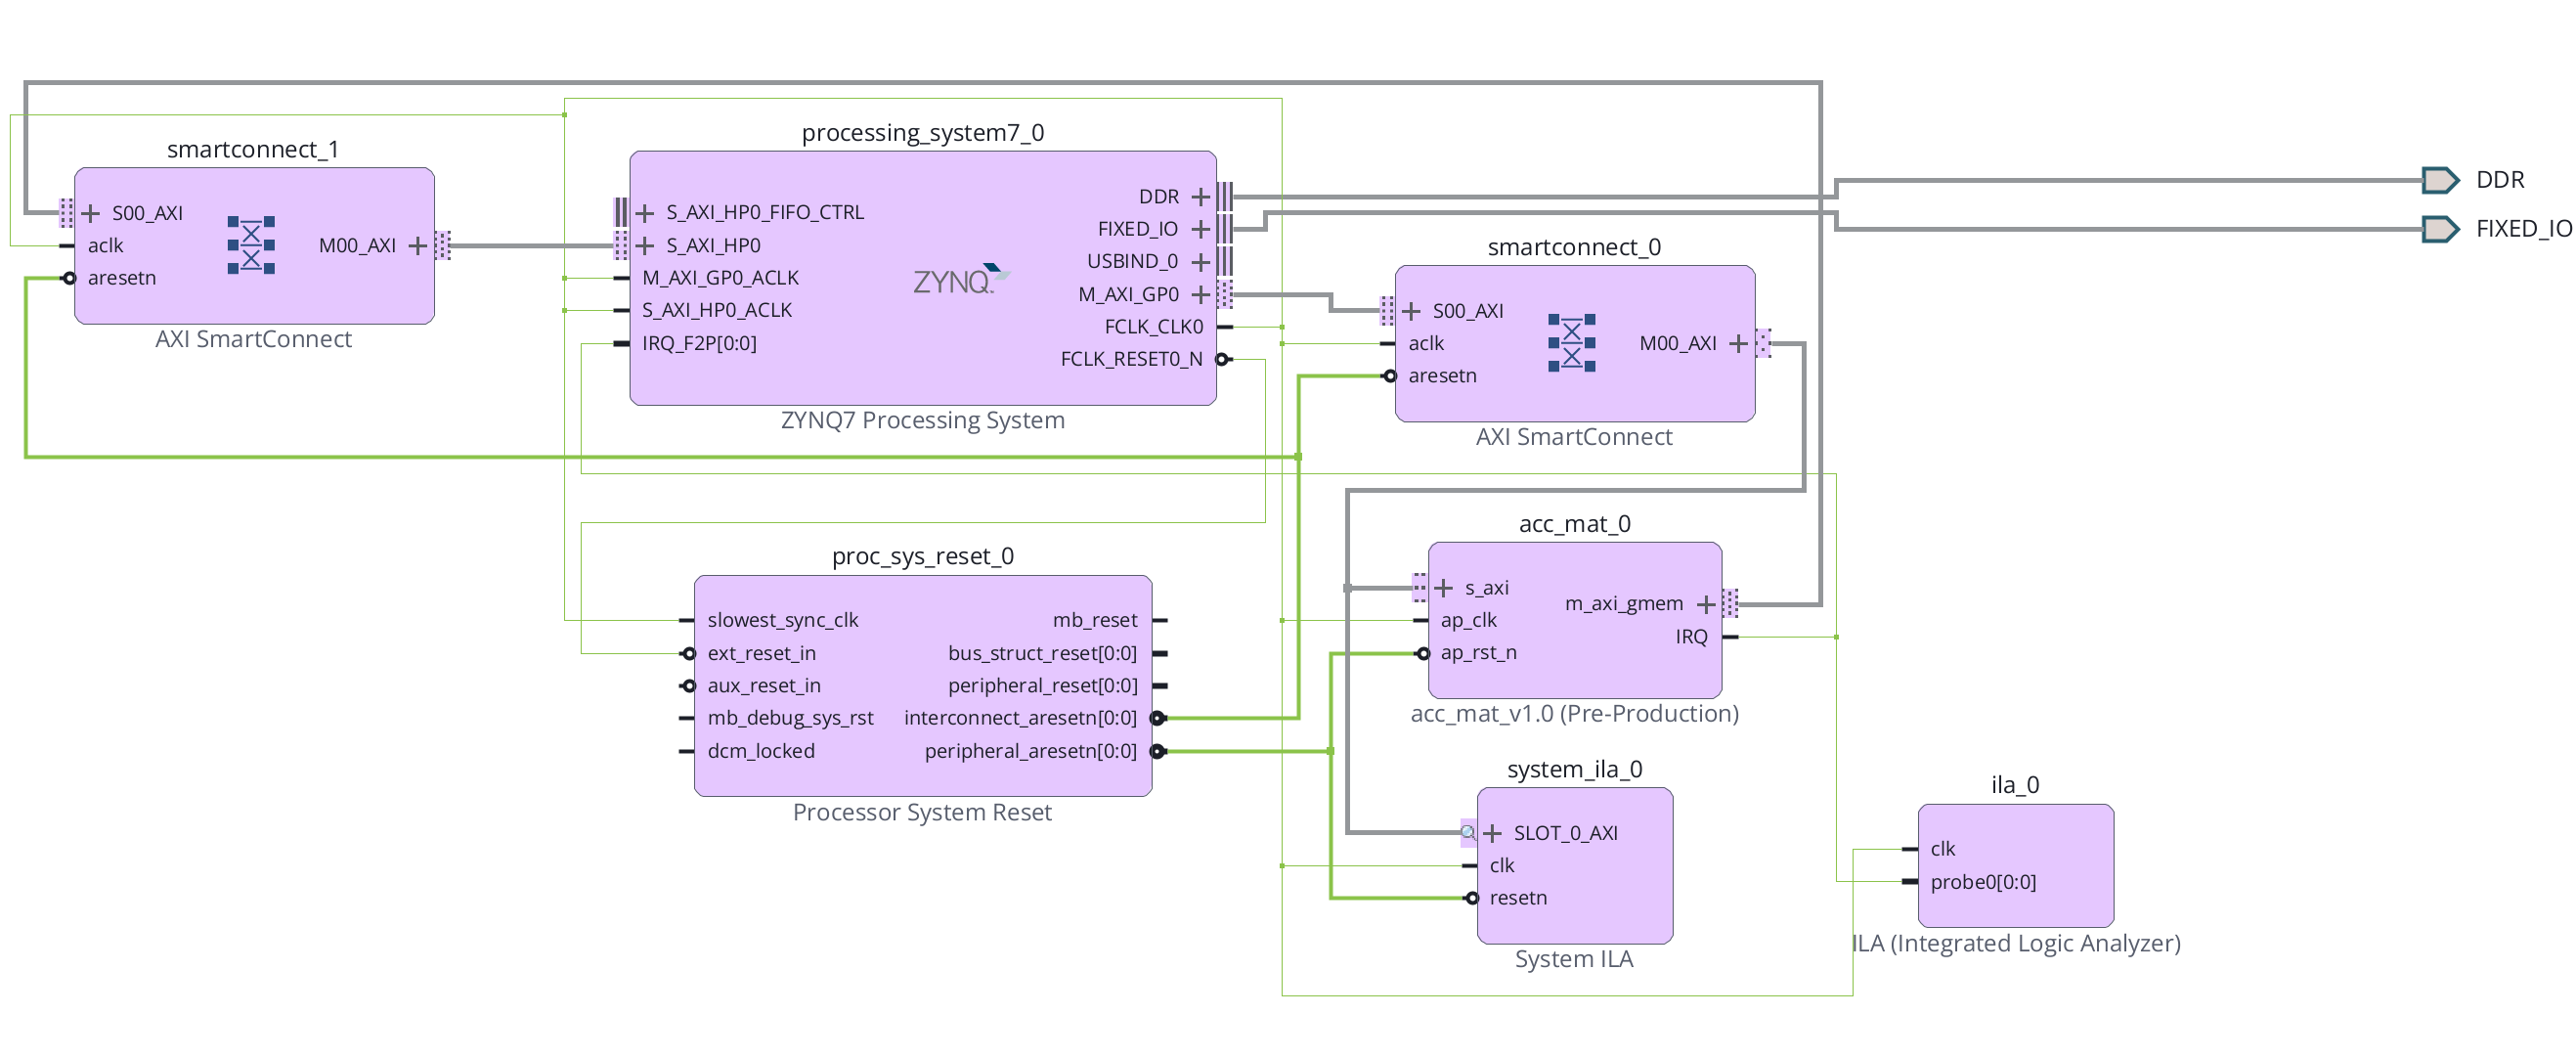 smartconnect_1
S00_AXI
aclk
aresetn
M00_AXI
AXI SmartConnect
processing_system7_0
S_AXI_HP0_FIFO_CTRL
S_AXI_HP0
M_AXI_GP0_ACLK
S_AXI_HP0_ACLK
IRQ_F2P[0:0]
ZYNQ
DDR
FIXED_IO
USBIND_0
M_AXI_GP0
FCLK_CLK0
FCLK_RESET0_N
ZYNQ7 Processing System
smartconnect_0
S00_AXI
aclk
aresetn
M00_AXI
AXI SmartConnect
DDR
FIXED_IO
proc_sys_reset_0
slowest_sync_clk
ext_reset_in
aux_reset_in
mb_debug_sys_rst
dcm_locked
mb_reset
bus_struct_reset[0:0]
peripheral_reset[0:0]
interconnect_aresetn[0:0]
peripheral_aresetn[0:0]
Processor System Reset
acc_mat_0
s_axi
ap_clk
ap_rst_n
m_axi_gmem
IRQ
acc_mat_v1.0 (Pre-Production)
system_ila_0
SLOT_0_AXI
clk
resetn
System ILA
ila_0
clk
probe0[0:0]
ILA (Integrated Logic Analyzer)